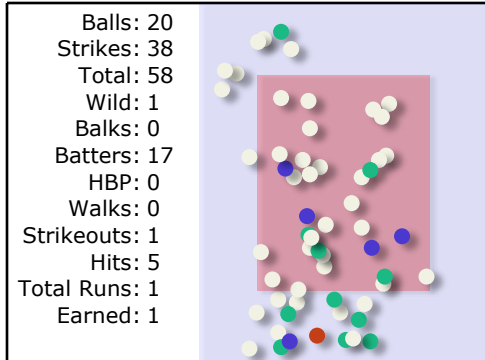 Balls: 20
Strikes: 38
Total: 58
Wild: 1
Balks: 0
Batters: 17
HBP: 0
Walks: 0
Strikeouts: 1
Hits: 5
Total Runs: 1
Earned: 1